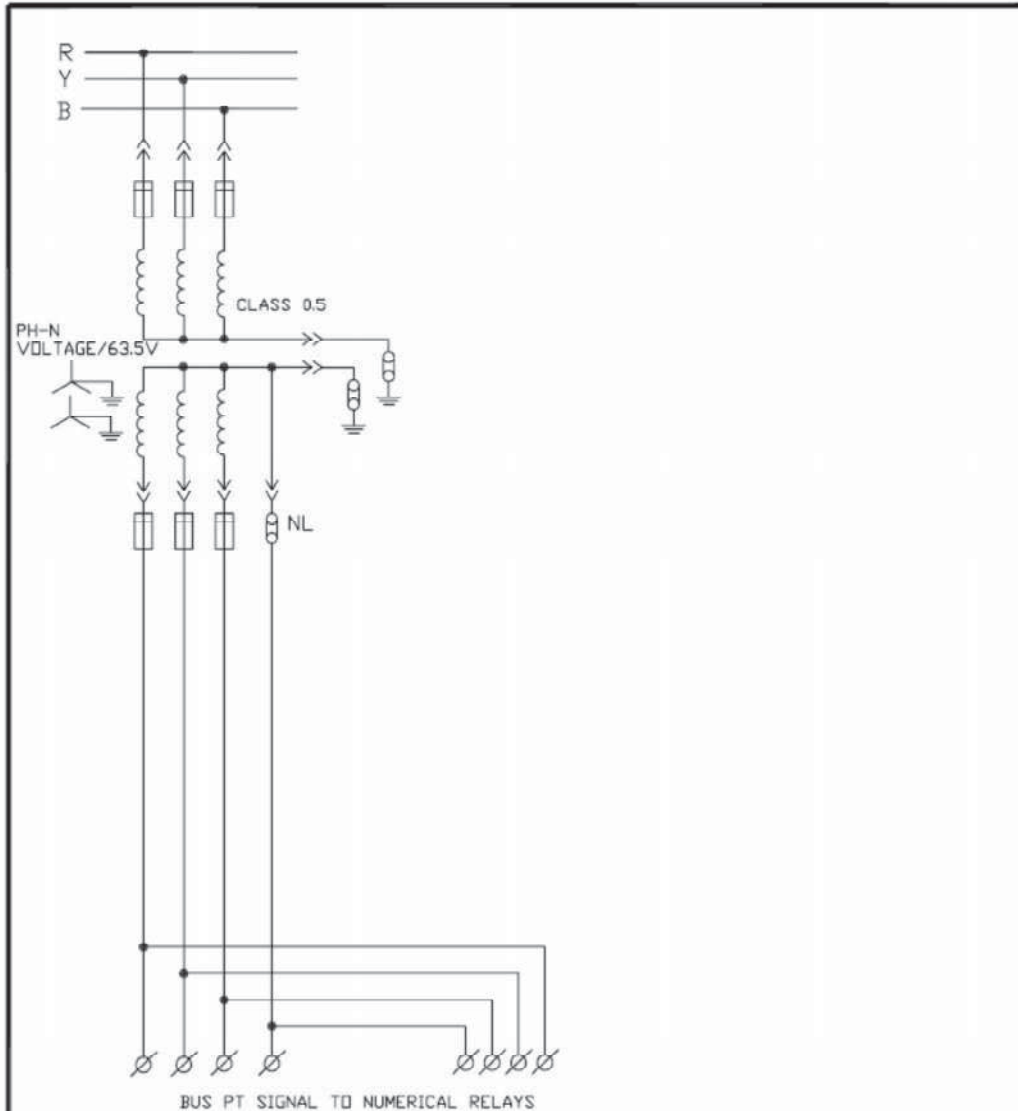 R
Y
B
CLASS 0.5
PH-N
VOLTAGE/63.5V
NL
BUS PT SIGNAL TO NUMERICAL RELAYS